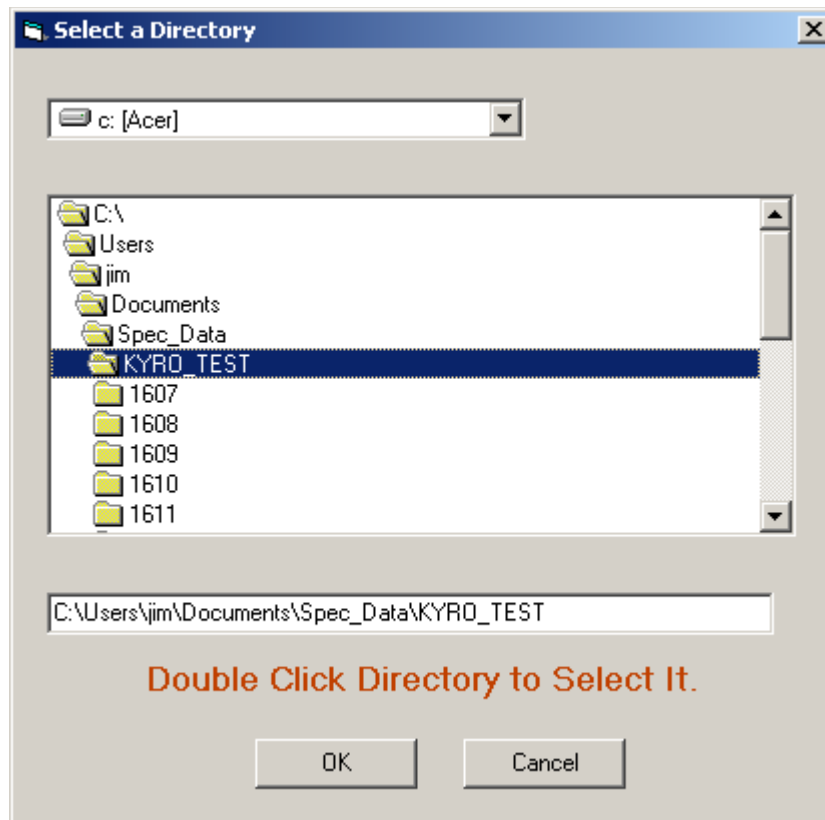 Select a Directory
c: [Acer]
C:\
Users
jim
Documents
Spec_Data
KYRO_TEST
1607
1608
1609
1610
1611
C:\Users\jim\Documents\Spec_Data\KYRO_TEST
Double Click Directory to Select It.
OK Cancel